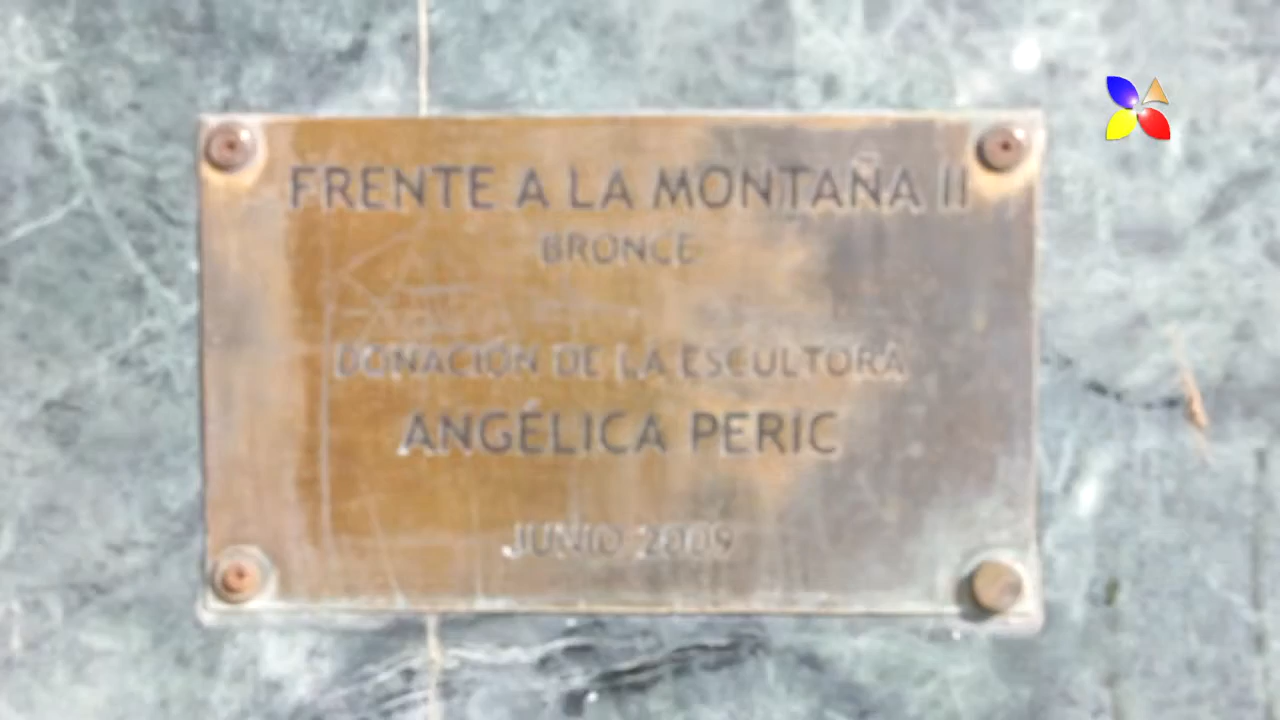 FRENTE A LA MONTAÑA II
BRONCE
DONACIÓN DE LA ESCULTORA
ANGÉLICA PERIC
JUNIO 2009